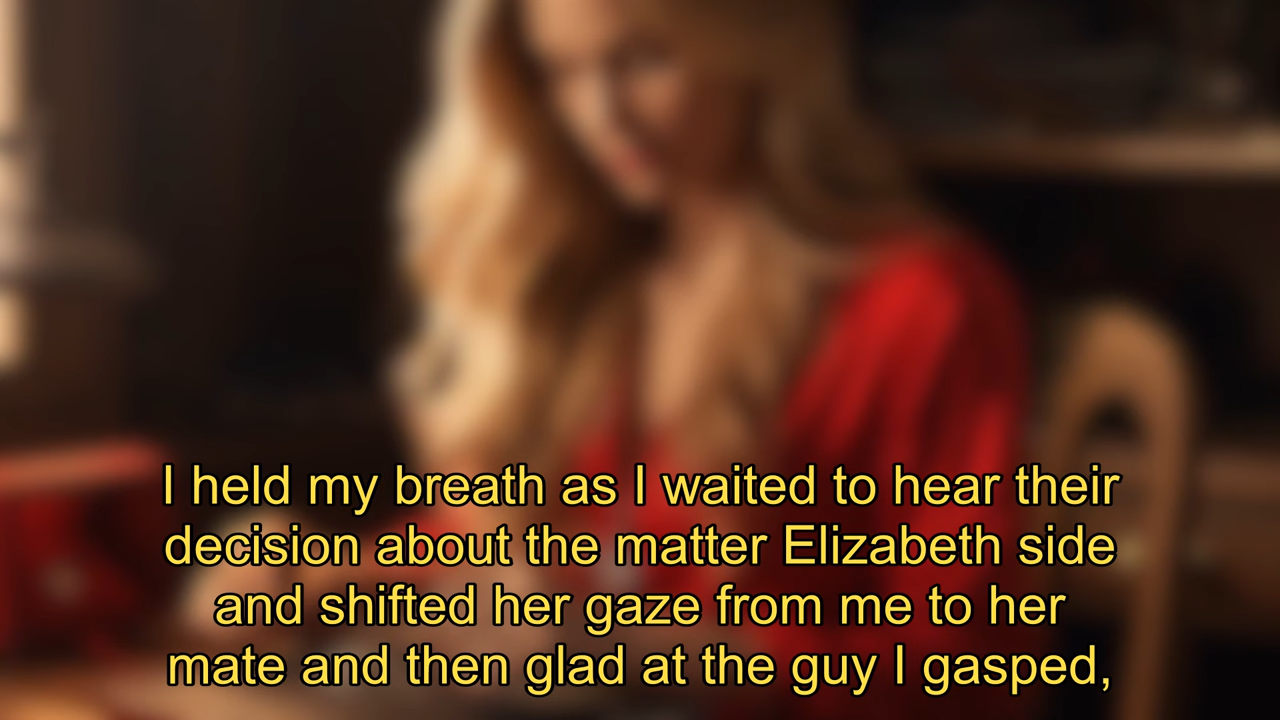 I held my breath as I waited to hear their
decision about the matter Elizabeth side
and shifted her gaze from me to her
mate and then glad at the guy I gasped,